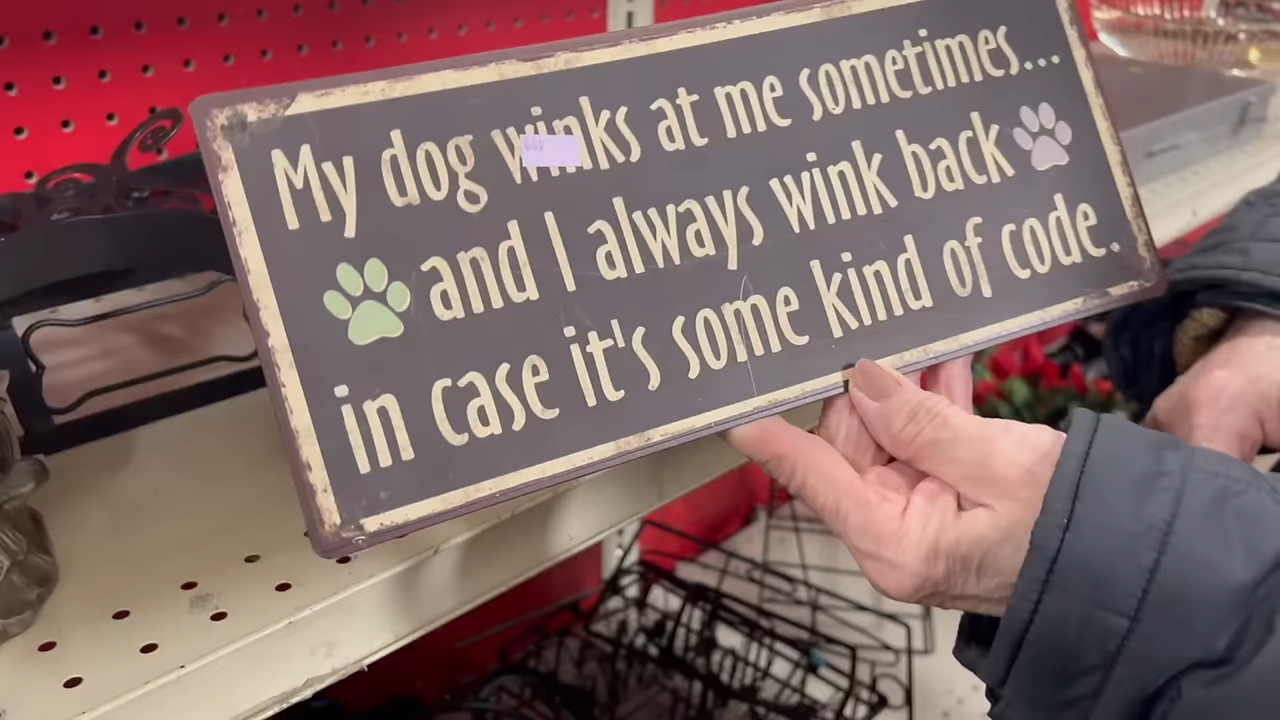 My dog winks at me sometimes...
and I always wink back
in case it's some kind of code.